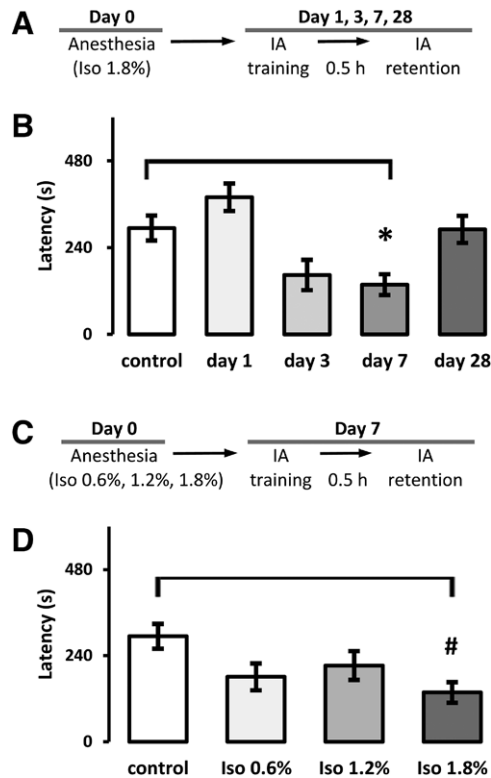 A
Day 0
Day 1, 3, 7, 28
Anesthesia
(Iso 1.8%)
IA
training
0.5 h
IA
retention
B
Latency (s)
480
240
0
*
control
day 1
day 3
day 7
day 28
C
Day 0
Day 7
Anesthesia
(Iso 0.6%, 1.2%, 1.8%)
IA
training
0.5 h
IA
retention
D
Latency (s)
480
240
0
#
control
Iso 0.6%
Iso 1.2%
Iso 1.8%